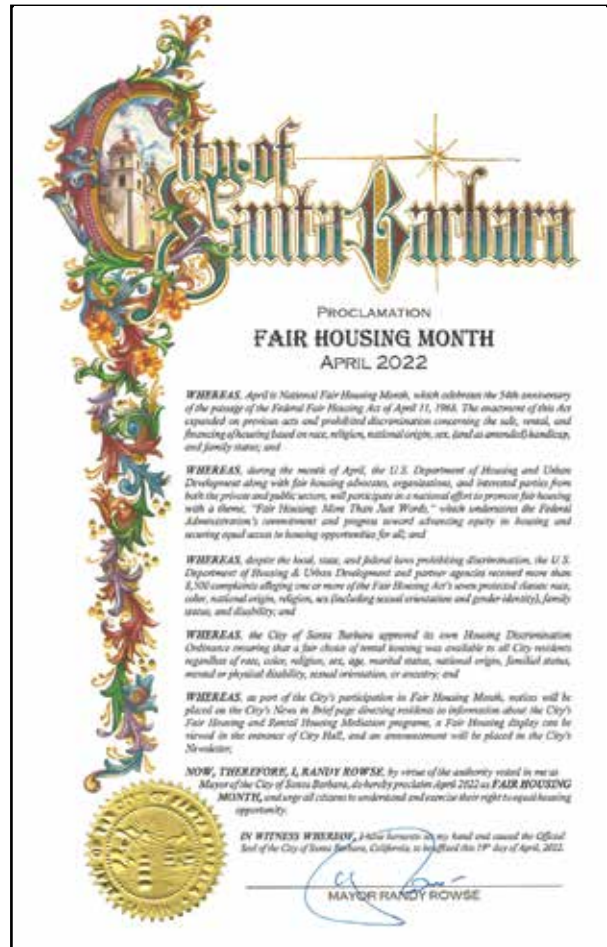 City of
Santa Barbara
PROCLAMATION
FAIR HOUSING MONTH
APRIL 2022
WHEREAS, April is National Fair Housing Month, which celebrates the 54th anniversary
of the passage of the Federal Fair Housing Act of April 11, 1968. The enactment of this Act
expanded on previous acts and prohibited discrimination concerning the sale, rental, and
financing of housing based on race, religion, national origin, sex, (and as amended) handicap,
and family status; and
WHEREAS, during the month of April, the U.S. Department of Housing and Urban
Development along with fair housing advocates, organizations, and interested parties from
both the private and public sectors, will participate in a national effort to promote fair housing
with a theme, "Fair Housing: More Than Just Words," which underscores the Federal
Administration's commitment and progress toward advancing equity in housing and
securing equal access to housing opportunities for all; and
WHEREAS, despite the local, state, and federal laws prohibiting discrimination, the U.S.
Department of Housing & Urban Development and partner agencies received more than
complaints alleging one or more of the Fair Housing Act's seven protected classes: race,
color, national origin, religion, sex (including sexual orientation and gender identity), family
status, and disability; and
WHEREAS, the City of Santa Barbara approved its own Housing Discrimination
Ordinance ensuring that a fair choice of rental housing was available to all City residents
regardless of race, color, religion, sex, age, marital status, national origin, familial status,
mental or physical disability, sexual orientation, or ancestry; and
WHEREAS, as part of the City's participation in Fair Housing Month, notices will be
placed on the City's News in Brief page directing residents to information about the City's
Fair Housing and Rental Housing Mediation programs, a Fair Housing display can be
viewed in the entrance of City Hall, and an announcement will be placed in the City's
Newsletter;
NOW, THEREFORE, I, RANDY ROWSE, by virtue of the authority vested in me as
Mayor of the City of Santa Barbara, do hereby proclaim April 2022 as FAIR HOUSING
MONTH, and urge all citizens to understand and exercise their right to equal housing
opportunity.
IN WITNESS WHEREOF, I have hereunto set my hand and caused the Official
Seal of the City of Santa Barbara, California, to be affixed this 19th day of April, 2022.
MAYOR RANDY ROWSE